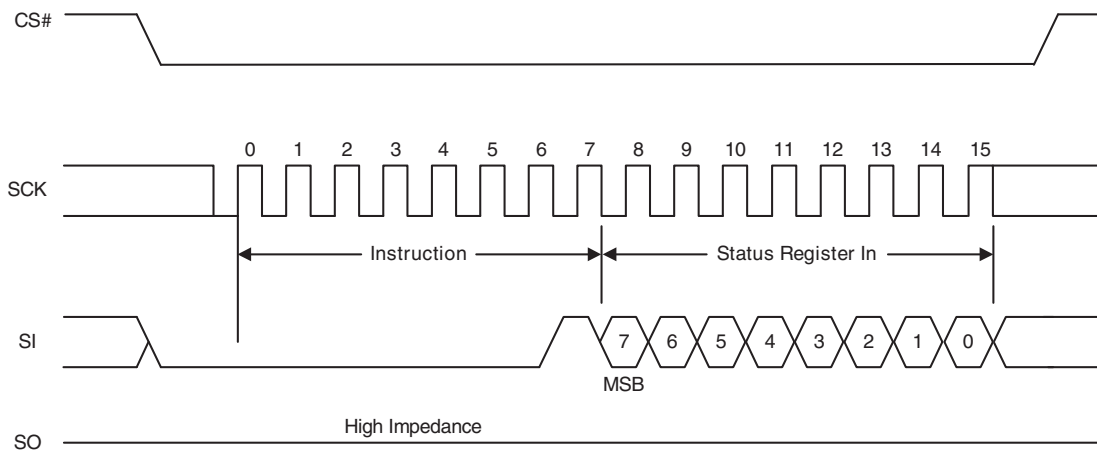 CS#
0 1 2 3 4 5 6 7 8 9 10 11 12 13 14 15
SCK
Instruction Status Register In
SI 7 6 5 4 3 2 1 0
MSB
High Impedance
SO